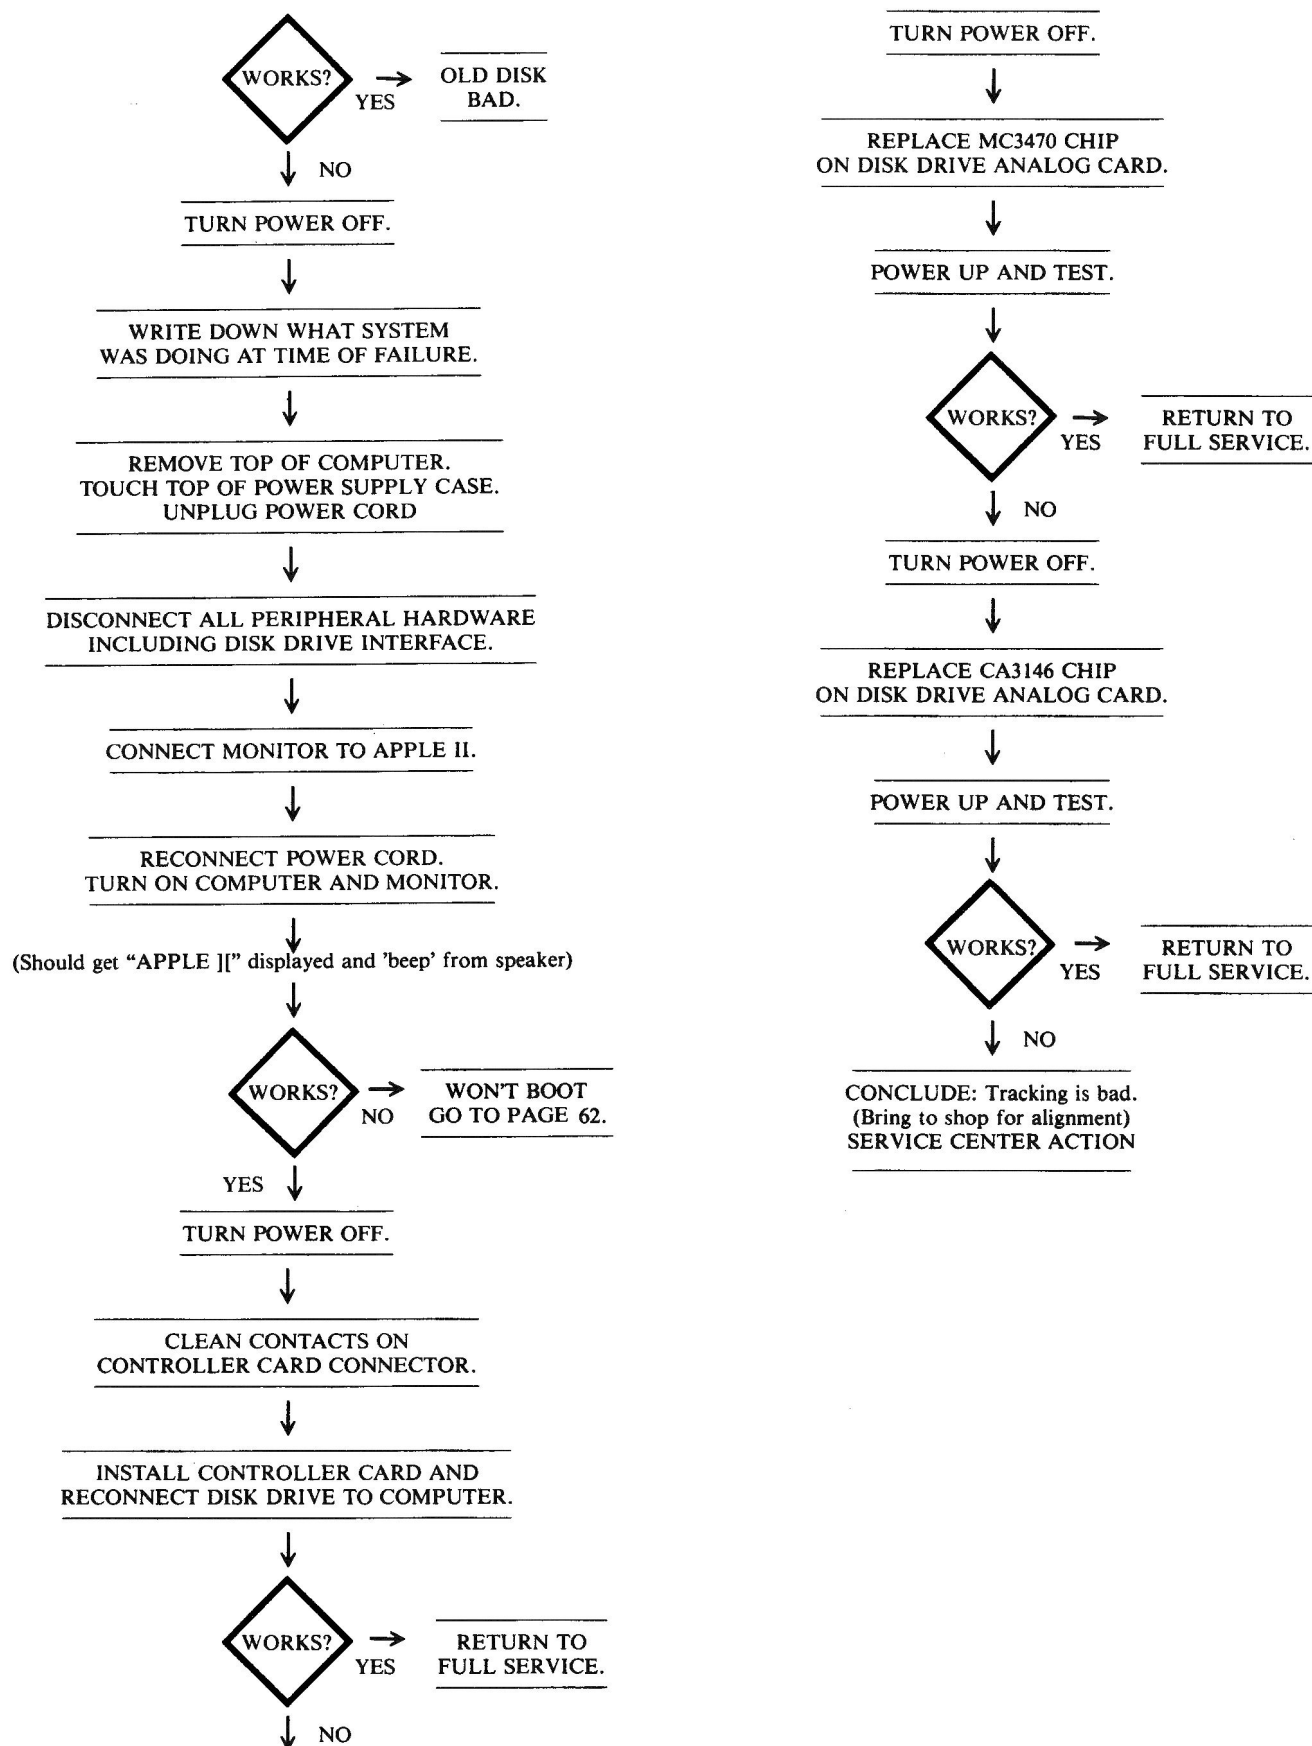 WORKS?
YES
OLD DISK
BAD.
NO
TURN POWER OFF.
WRITE DOWN WHAT SYSTEM
WAS DOING AT TIME OF FAILURE.
REMOVE TOP OF COMPUTER.
TOUCH TOP OF POWER SUPPLY CASE.
UNPLUG POWER CORD
DISCONNECT ALL PERIPHERAL HARDWARE
INCLUDING DISK DRIVE INTERFACE.
CONNECT MONITOR TO APPLE II.
RECONNECT POWER CORD.
TURN ON COMPUTER AND MONITOR.
(Should get “APPLE ][” displayed and 'beep' from speaker)
WORKS?
NO
WON'T BOOT
GO TO PAGE 62.
YES
TURN POWER OFF.
CLEAN CONTACTS ON
CONTROLLER CARD CONNECTOR.
INSTALL CONTROLLER CARD AND
RECONNECT DISK DRIVE TO COMPUTER.
WORKS?
YES
RETURN TO
FULL SERVICE.
NO
TURN POWER OFF.
REPLACE MC3470 CHIP
ON DISK DRIVE ANALOG CARD.
POWER UP AND TEST.
WORKS?
YES
RETURN TO
FULL SERVICE.
NO
TURN POWER OFF.
REPLACE CA3146 CHIP
ON DISK DRIVE ANALOG CARD.
POWER UP AND TEST.
WORKS?
YES
RETURN TO
FULL SERVICE.
NO
CONCLUDE: Tracking is bad.
(Bring to shop for alignment)
SERVICE CENTER ACTION